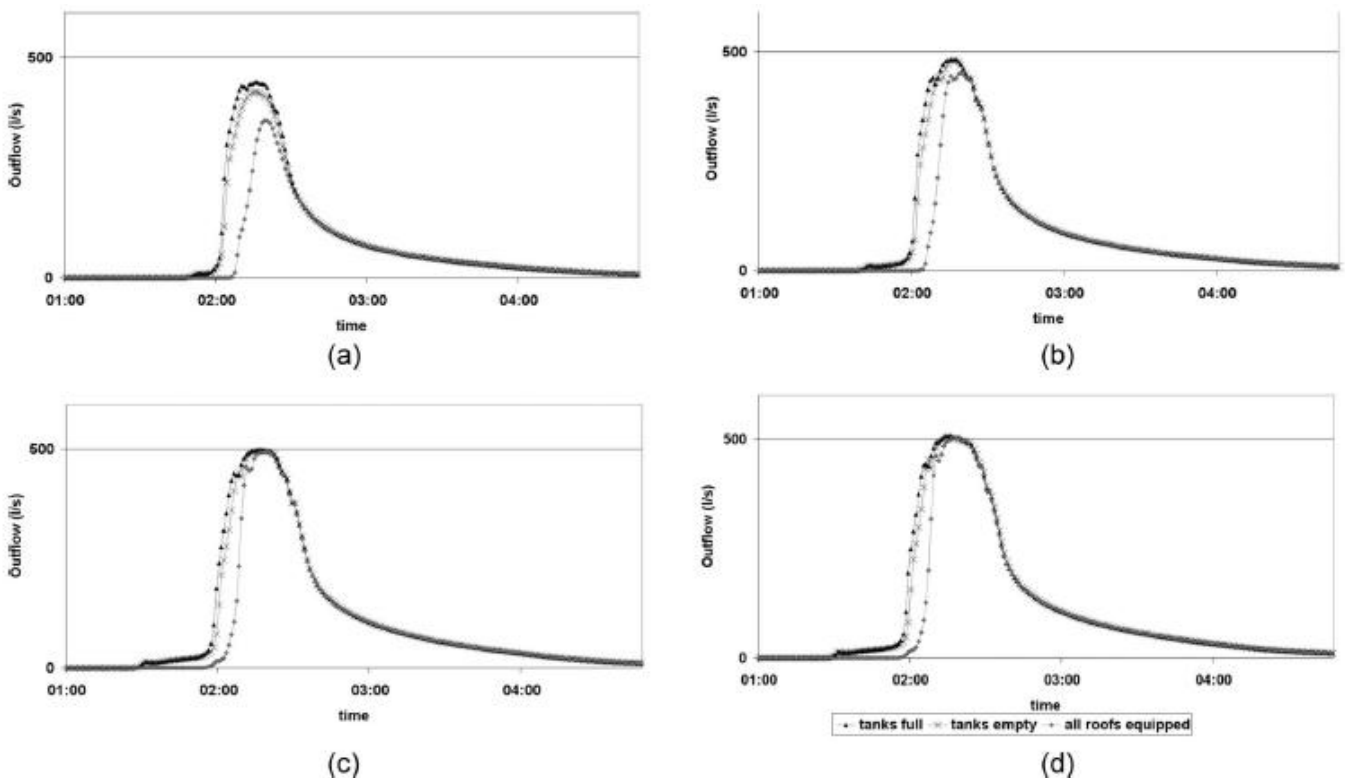 500
Outflow (l/s)
0
01:00 02:00 03:00 04:00
time
(a)
500
Outflow (l/s)
0
01:00 02:00 03:00 04:00
time
(b)
500
Outflow (l/s)
0
01:00 02:00 03:00 04:00
time
(c)
500
Outflow (l/s)
0
01:00 02:00 03:00 04:00
time
tanks full tanks empty all roofs equipped
(d)